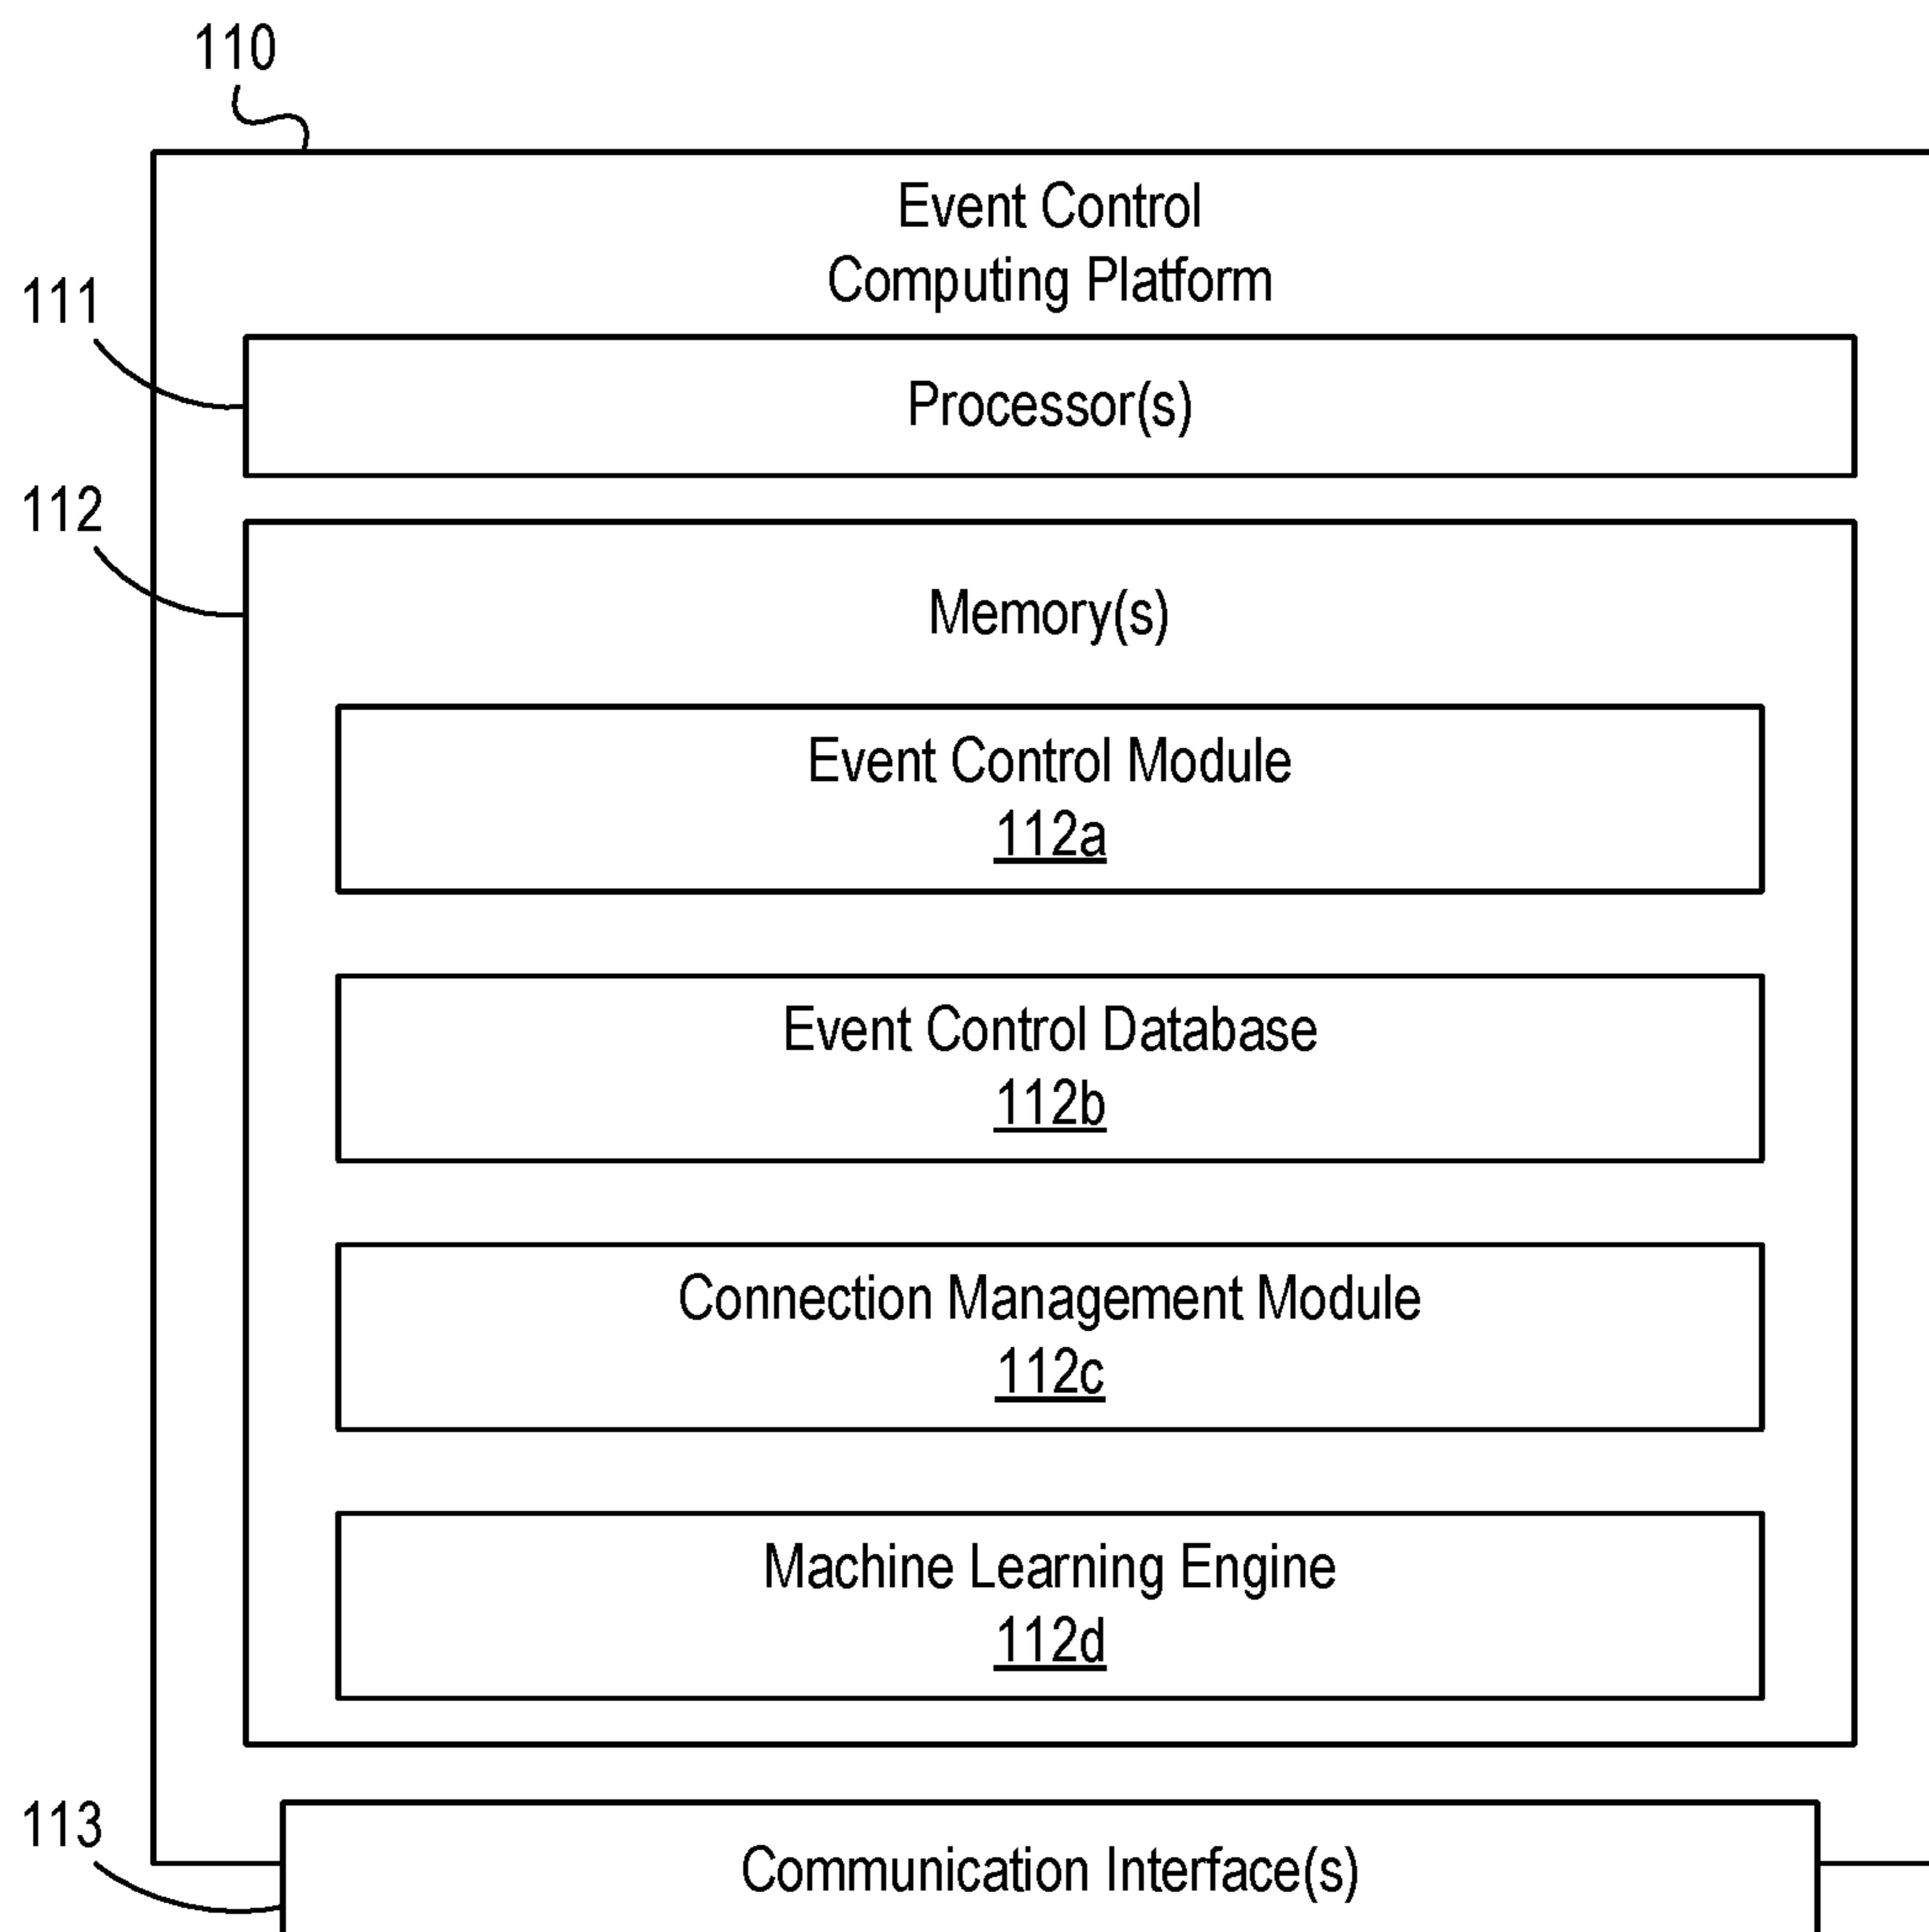 110
Event Control
Computing Platform
111
Processor(s)
112
Memory(s)
Event Control Module
112a
Event Control Database
112b
Connection Management Module
112c
Machine Learning Engine
112d
113
Communication Interface(s)